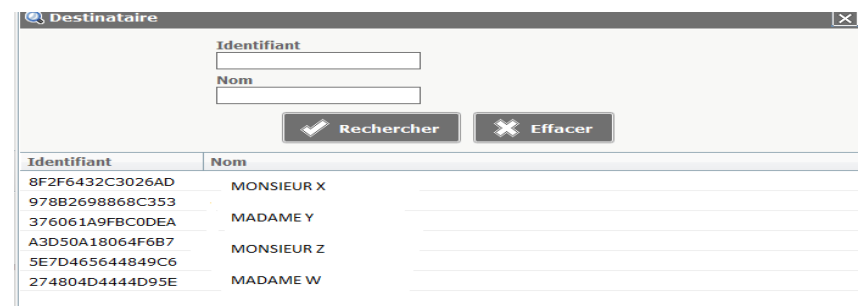 Destinataire
Identifiant
Nom
Rechercher Effacer
Identifiant Nom
8F2F6432C3026AD MONSIEUR X
978B2698868C353
376061A9FBC0DEA MADAME Y
A3D50A18064F6B7 MONSIEUR Z
5E7D465644849C6
274804D4444D95E MADAME W